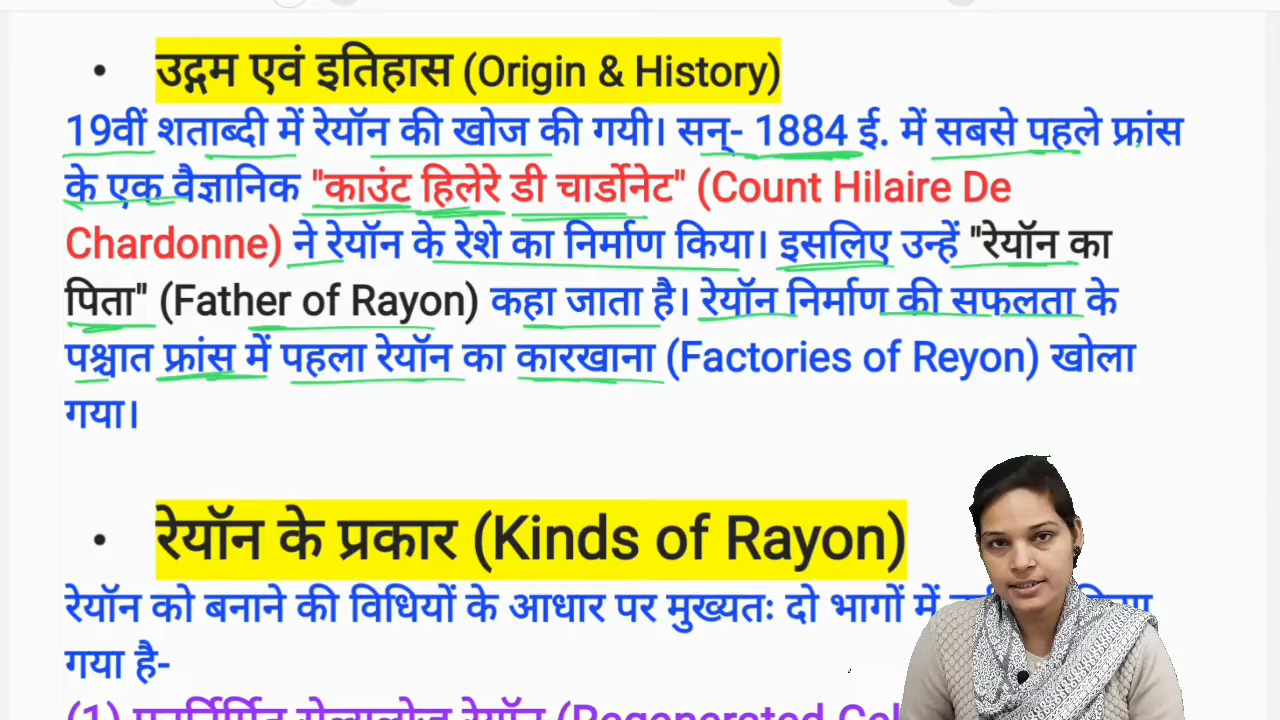 • उद्गम एवं इतिहास (Origin & History)
19वीं शताब्दी में रेयॉन की खोज की गयी। सन्- 1884 ई. में सबसे पहले फ्रांस
के एक वैज्ञानिक "काउंट हिलेरे डी चार्डोनेट" (Count Hilaire De
Chardonne) ने रेयॉन के रेशे का निर्माण किया। इसलिए उन्हें "रेयॉन का
पिता" (Father of Rayon) कहा जाता है। रेयॉन निर्माण की सफलता के
पश्चात फ्रांस में पहला रेयॉन का कारखाना (Factories of Reyon) खोला
गया।
• रेयॉन के प्रकार (Kinds of Rayon)
रेयॉन को बनाने की विधियों के आधार पर मुख्यतः दो भागों में
गया है-
(1) रेयॉन (Regenerated